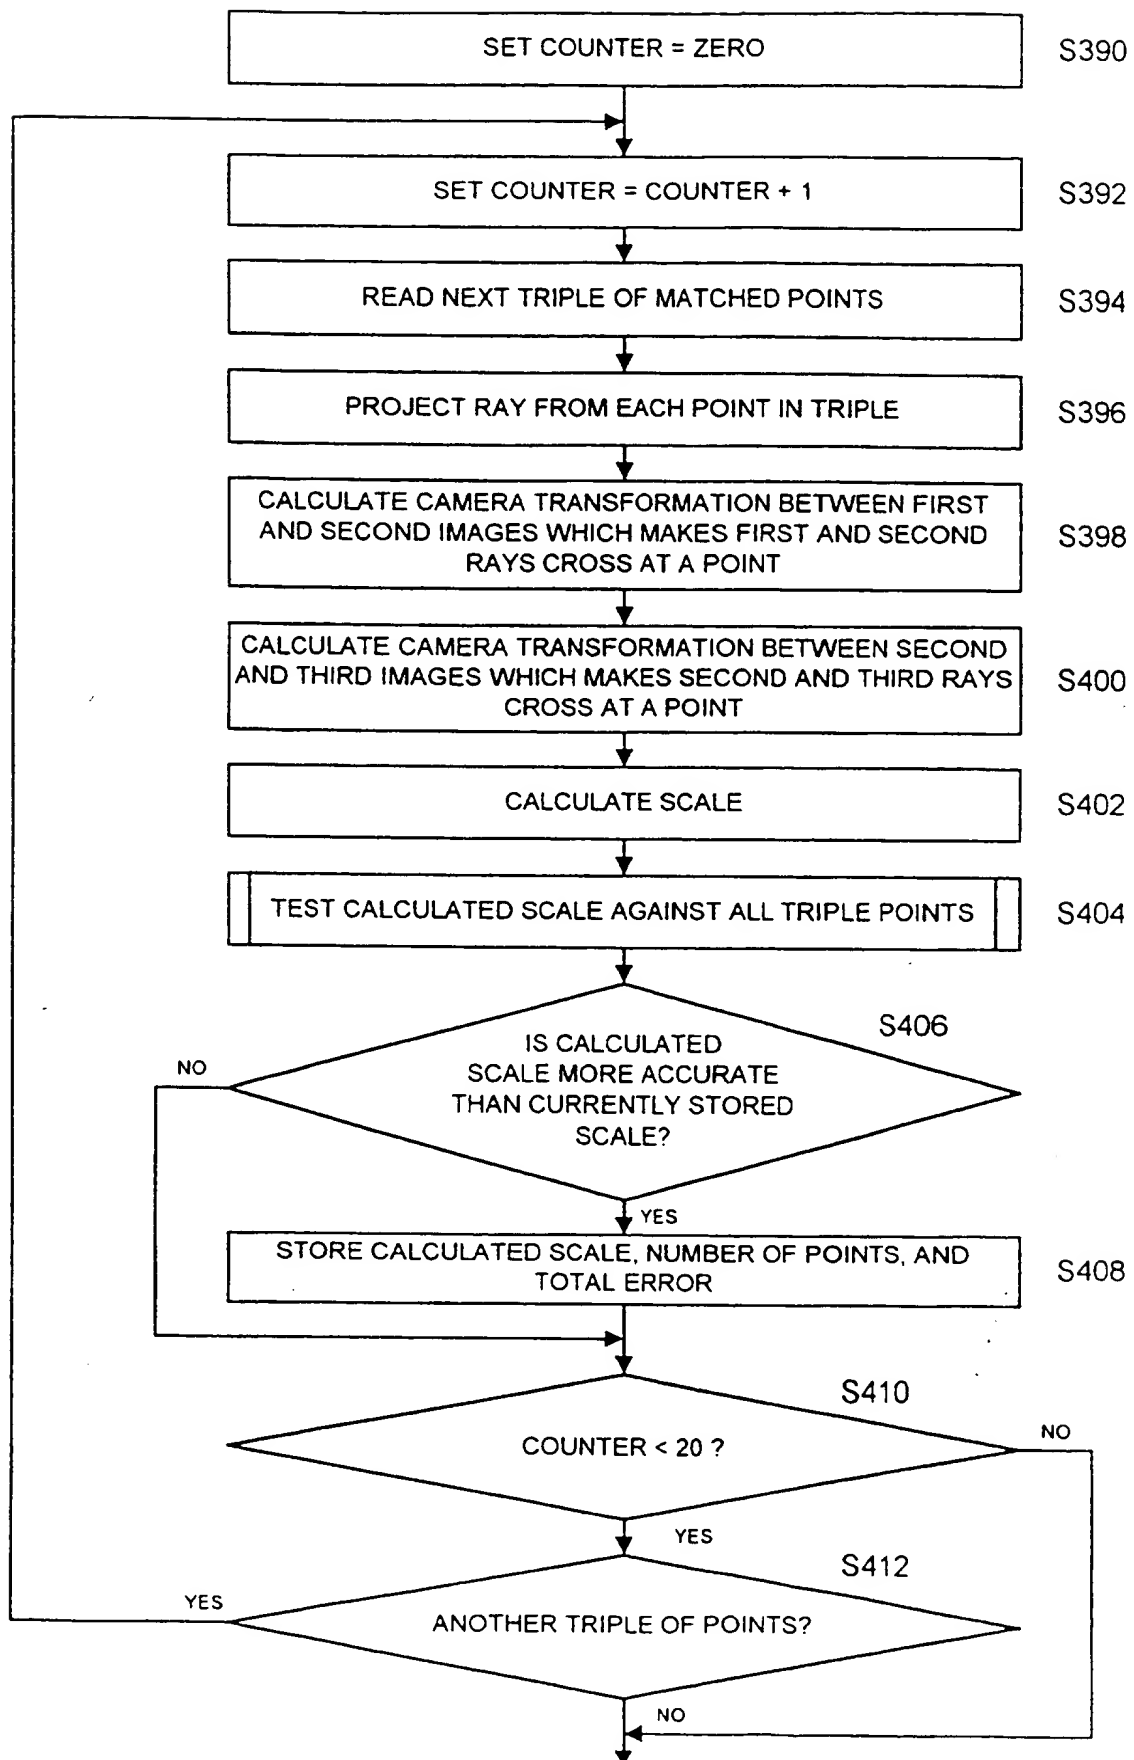 SET COUNTER = ZERO
S390
SET COUNTER = COUNTER + 1
S392
READ NEXT TRIPLE OF MATCHED POINTS
S394
PROJECT RAY FROM EACH POINT IN TRIPLE
S396
CALCULATE CAMERA TRANSFORMATION BETWEEN FIRST
AND SECOND IMAGES WHICH MAKES FIRST AND SECOND
RAYS CROSS AT A POINT
S398
CALCULATE CAMERA TRANSFORMATION BETWEEN SECOND
AND THIRD IMAGES WHICH MAKES SECOND AND THIRD RAYS
CROSS AT A POINT
S400
CALCULATE SCALE
S402
TEST CALCULATED SCALE AGAINST ALL TRIPLE POINTS
S404
S406
IS CALCULATED
SCALE MORE ACCURATE
THAN CURRENTLY STORED
SCALE?
NO
YES
STORE CALCULATED SCALE, NUMBER OF POINTS, AND
TOTAL ERROR
S408
S410
COUNTER < 20 ?
NO
YES
S412
ANOTHER TRIPLE OF POINTS?
YES
NO